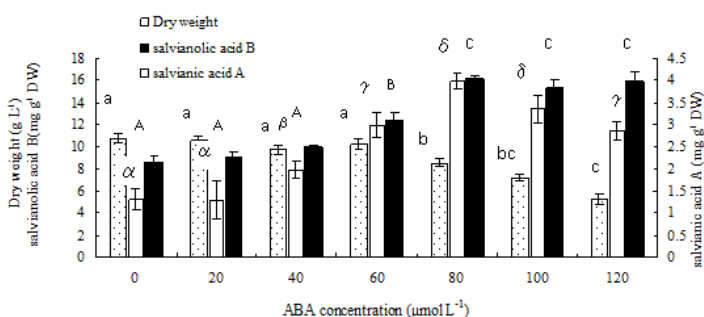 Dry weight
salvianolic acid B
salvianic acid A
Dry weight (g L-1)
salvianolic acid B(mg g1 DW)
18
16
14
12
10
8
6
4
2
0
a α A
a α A
a β A
a γ B
b δ C
bc δ C
c γ C
4.5
4
3.5
3
2.5
2
1.5
1
0.5
0
salvianic acid A (mg g1 DW)
0 20 40 60 80 100 120
ABA concentration (μmol L-1)